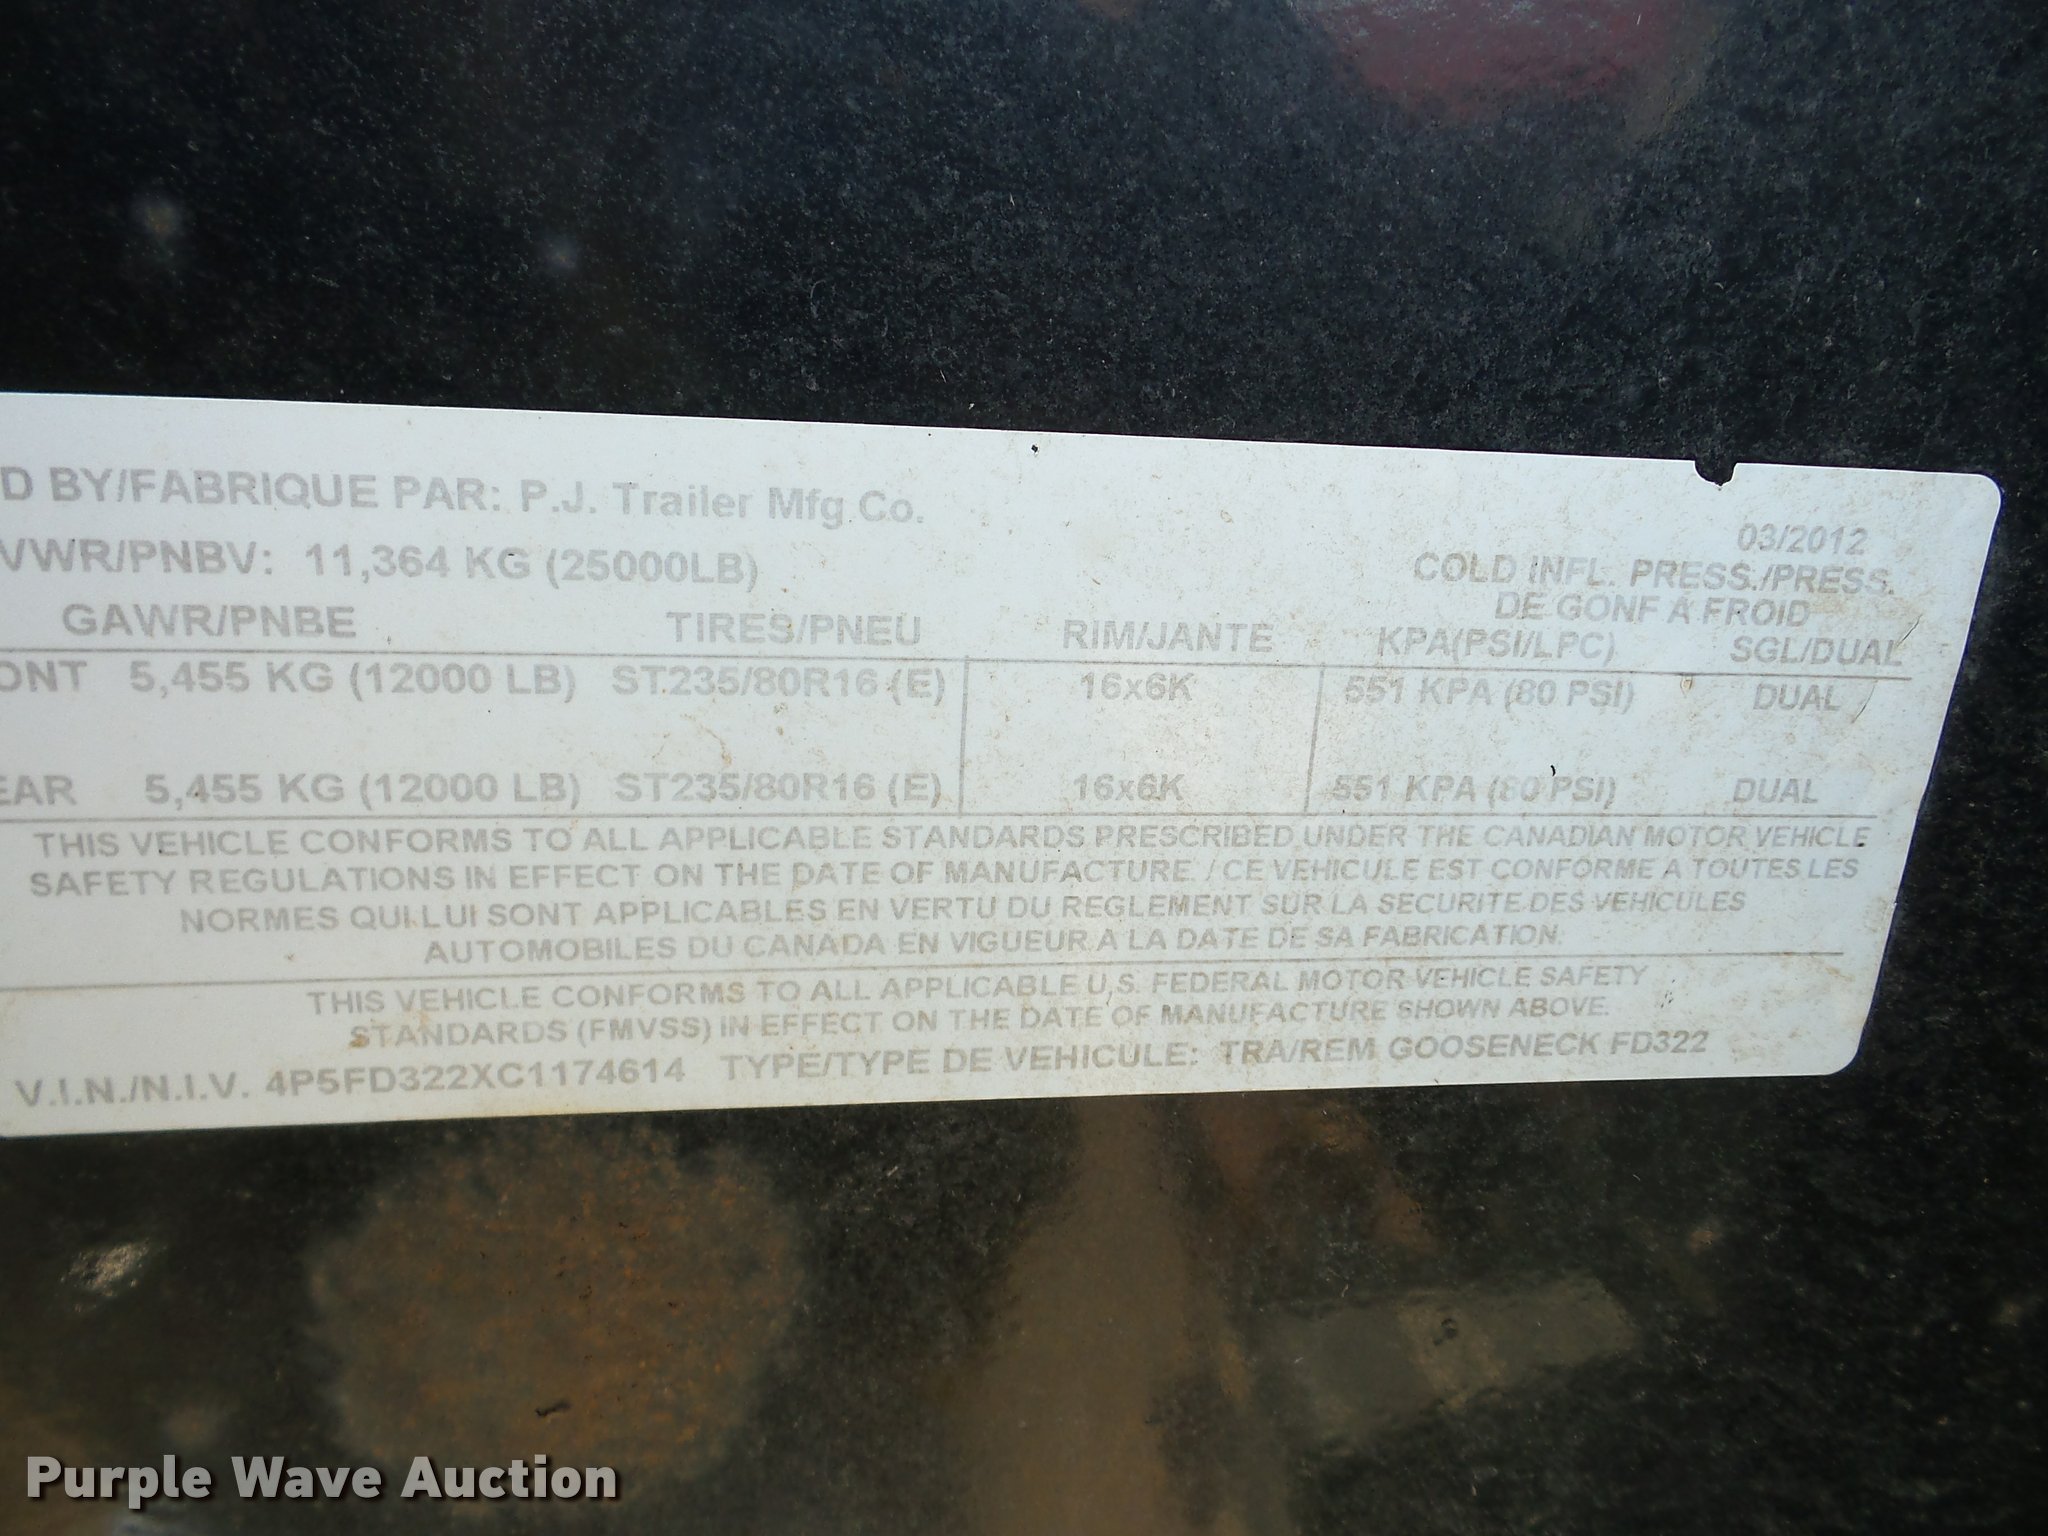 D BY/FABRIQUE PAR: P.J. Trailer Mfg Co.
03/2012
VWR/PNBV: 11,364 KG (25000LB)
COLD INFL. PRESS./PRESS.
DE GONF A FROID
GAWR/PNBE TIRES/PNEU RIM/JANTE KPA(PSI/LPC) SGL/DUAL
ONT 5,455 KG (12000 LB) ST235/80R16 (E) 16x6K 551 KPA (80 PSI) DUAL
EAR 5,455 KG (12000 LB) ST235/80R16 (E) 16x6K 551 KPA (80 PSI) DUAL
THIS VEHICLE CONFORMS TO ALL APPLICABLE STANDARDS PRESCRIBED UNDER THE CANADIAN MOTOR VEHICLE
SAFETY REGULATIONS IN EFFECT ON THE DATE OF MANUFACTURE. / CE VEHICULE EST CONFORME A TOUTES LES
NORMES QUI LUI SONT APPLICABLES EN VERTU DU REGLEMENT SUR LA SECURITE DES VEHICULES
AUTOMOBILES DU CANADA EN VIGUEUR A LA DATE DE SA FABRICATION.
THIS VEHICLE CONFORMS TO ALL APPLICABLE U.S. FEDERAL MOTOR VEHICLE SAFETY
STANDARDS (FMVSS) IN EFFECT ON THE DATE OF MANUFACTURE SHOWN ABOVE.
V.I.N./N.I.V. 4P5FD322XC1174614 TYPE/TYPE DE VEHICULE: TRA/REM GOOSENECK FD322
Purple Wave Auction